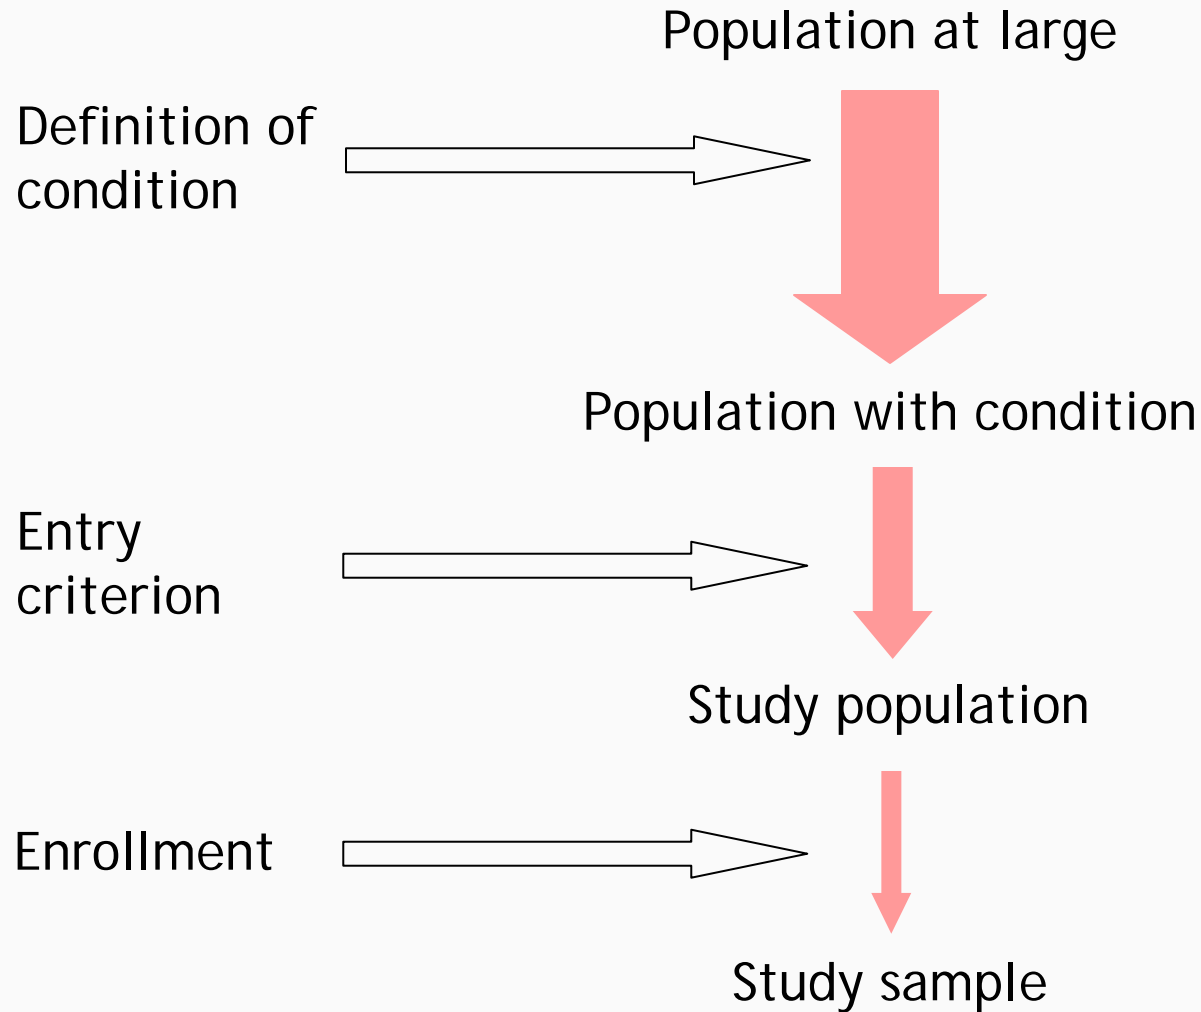 Population at large
Definition of
condition
Population with condition
Entry
criterion
Study population
Enrollment
Study sample